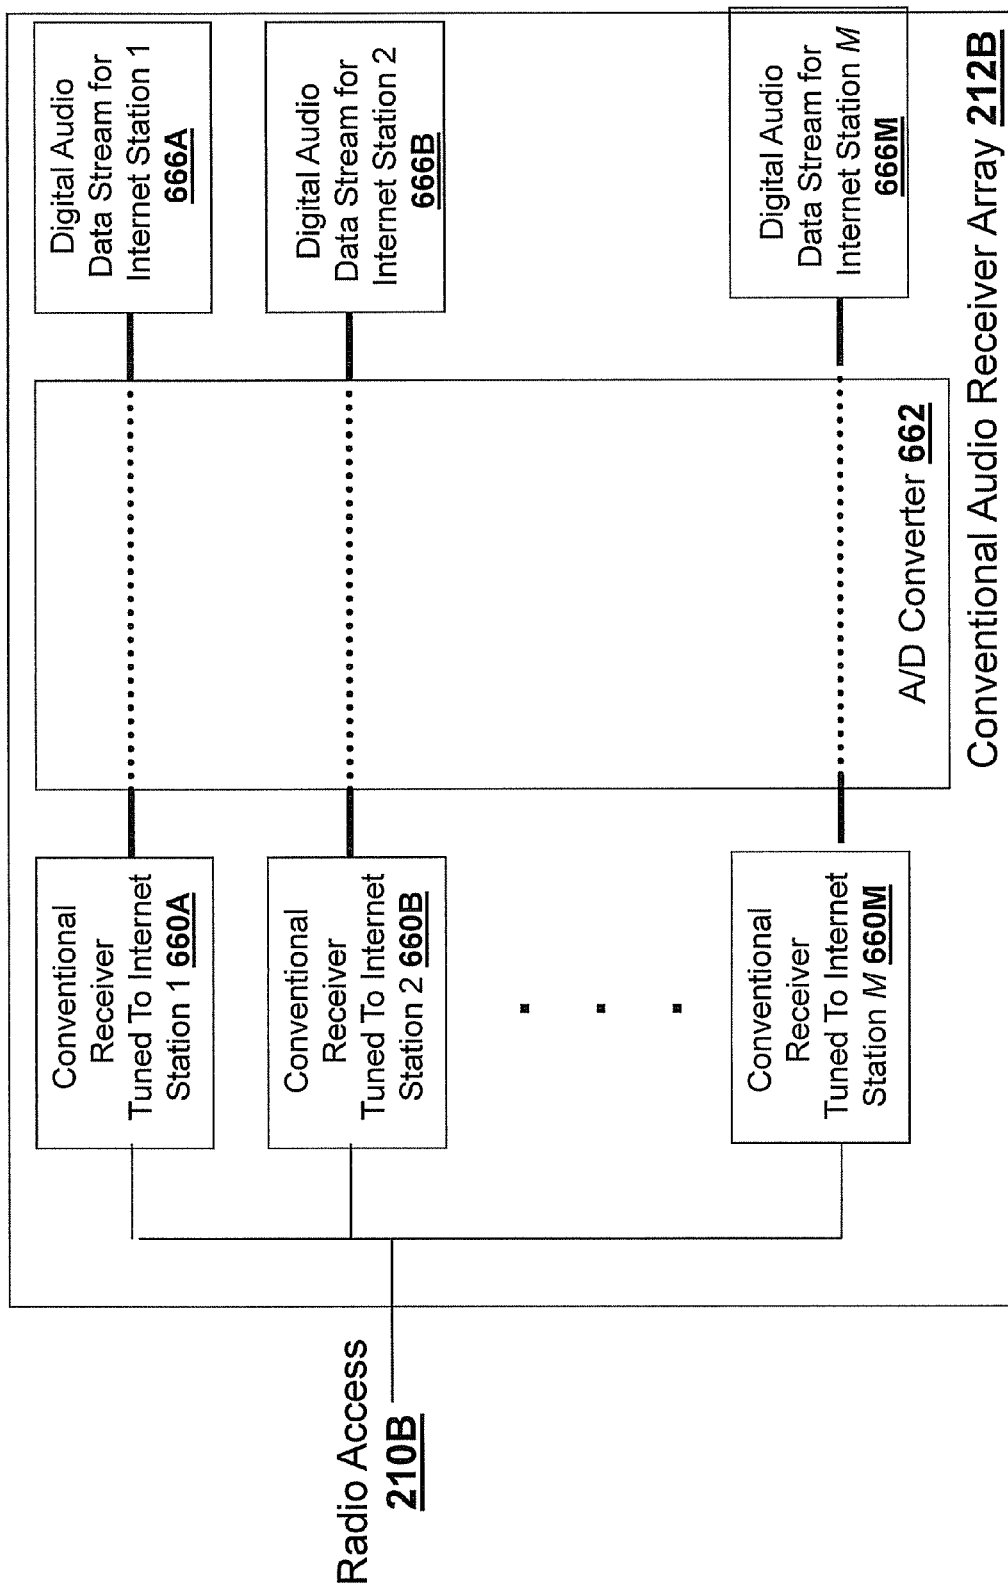 Radio Access
210B
Conventional
Receiver
Tuned To Internet
Station 1 660A
Conventional
Receiver
Tuned To Internet
Station 2 660B
Conventional
Receiver
Tuned To Internet
Station M 660M
A/D Converter 662
Digital Audio
Data Stream for
Internet Station 1
666A
Digital Audio
Data Stream for
Internet Station 2
666B
Digital Audio
Data Stream for
Internet Station M
666M
Conventional Audio Receiver Array 212B